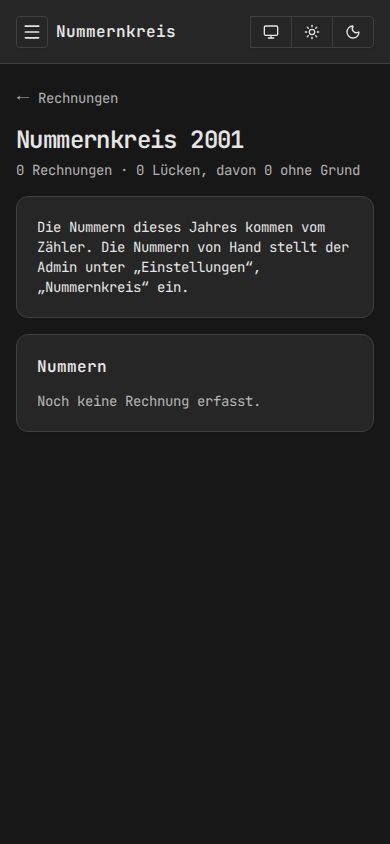 Nummernkreis
← Rechnungen
Nummernkreis 2001
0 Rechnungen · 0 Lücken, davon 0 ohne Grund
Die Nummern dieses Jahres kommen vom
Zähler. Die Nummern von Hand stellt der
Admin unter „Einstellungen“,
„Nummernkreis“ ein.
Nummern
Noch keine Rechnung erfasst.